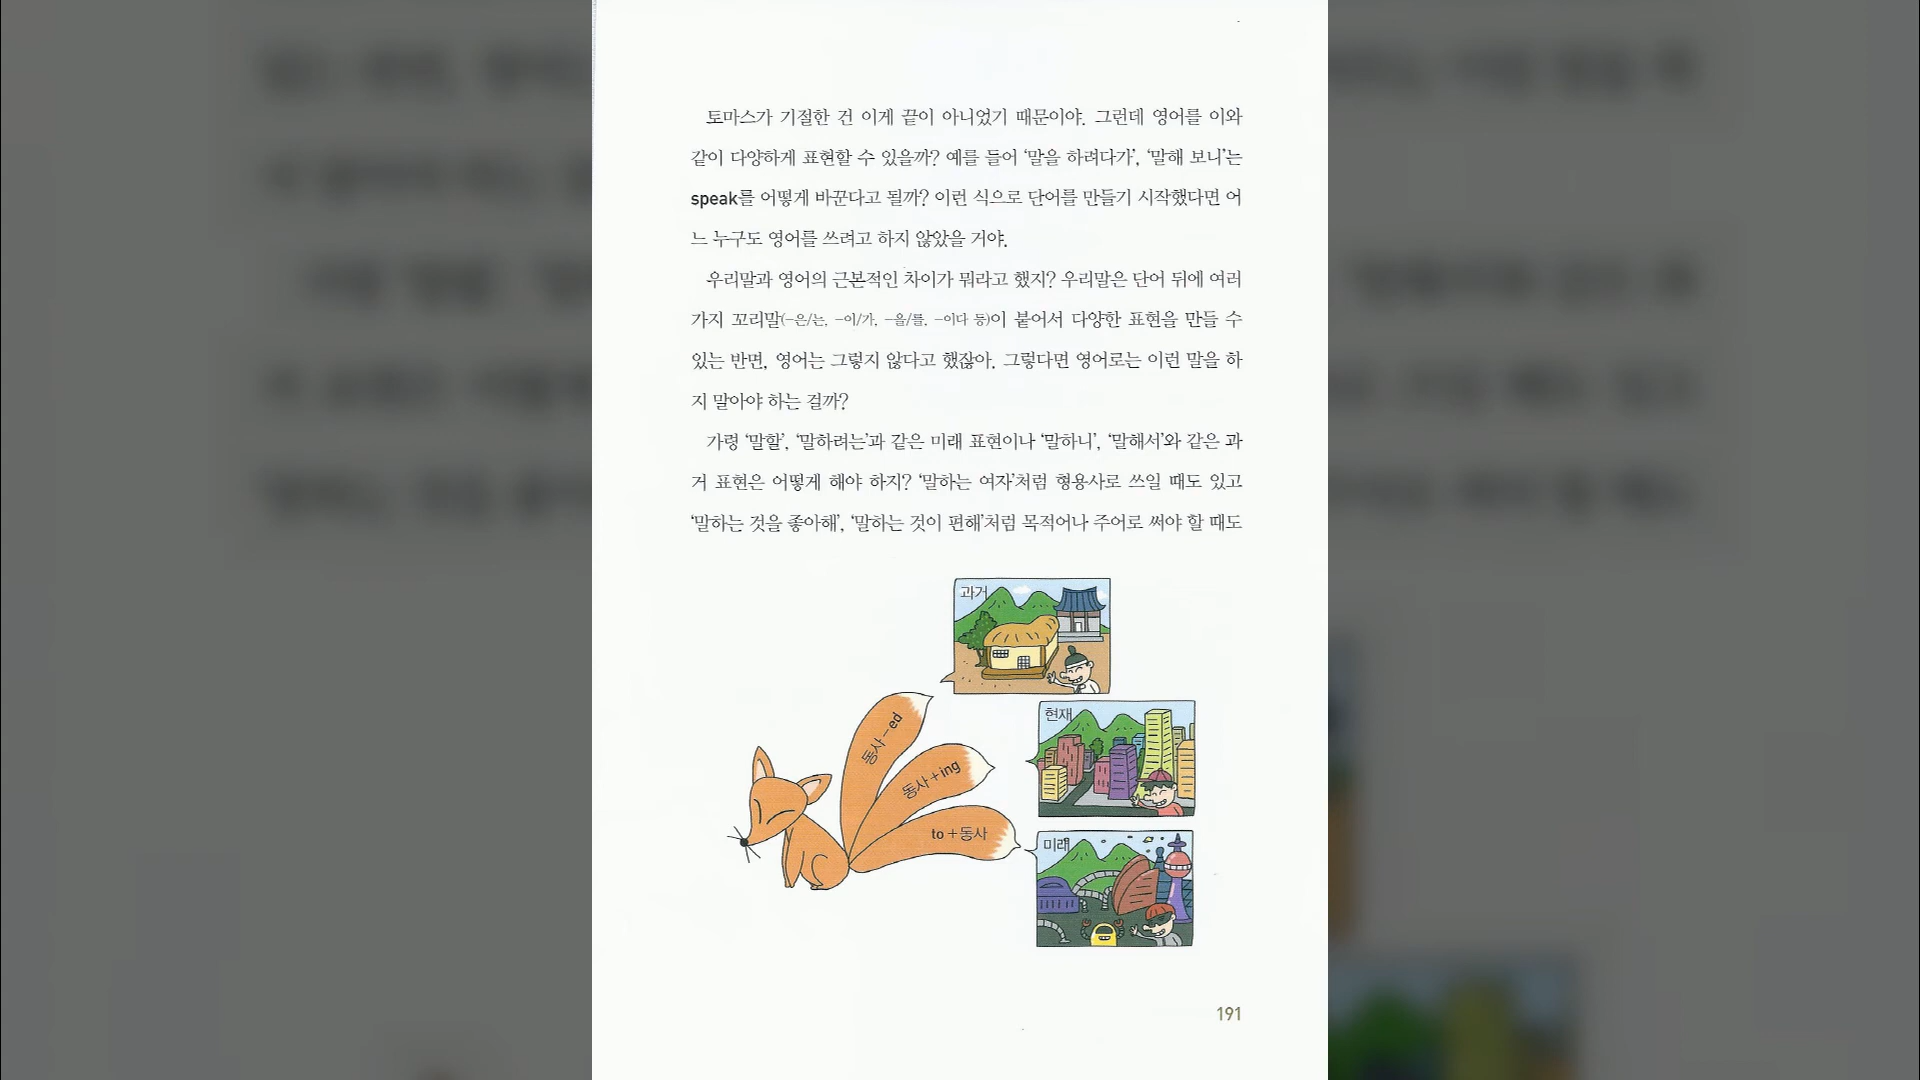 토마스가 기절한 건 이게 끝이 아니었기 때문이야. 그런데 영어를 이와
같이 다양하게 표현할 수 있을까? 예를 들어 ‘말을 하려다가’, ‘말해 보니’는
speak를 어떻게 바꾼다고 될까? 이런 식으로 단어를 만들기 시작했다면 어
느 누구도 영어를 쓰려고 하지 않았을 거야.
우리말과 영어의 근본적인 차이가 뭐라고 했지? 우리말은 단어 뒤에 여러
가지 꼬리말(-은/는, -이/가, -을/를, -이다 등)이 붙어서 다양한 표현을 만들 수
있는 반면, 영어는 그렇지 않다고 했잖아. 그렇다면 영어로는 이런 말을 하
지 말아야 하는 걸까?
가령 ‘말할’, ‘말하려는’과 같은 미래 표현이나 ‘말하니’, ‘말해서’와 같은 과
거 표현은 어떻게 해야 하지? ‘말하는 여자’처럼 형용사로 쓰일 때도 있고
‘말하는 것을 좋아해’, ‘말하는 것이 편해’처럼 목적어나 주어로 써야 할 때도
과거
동사-ed
현재
동사+ing
to+동사
미래
191